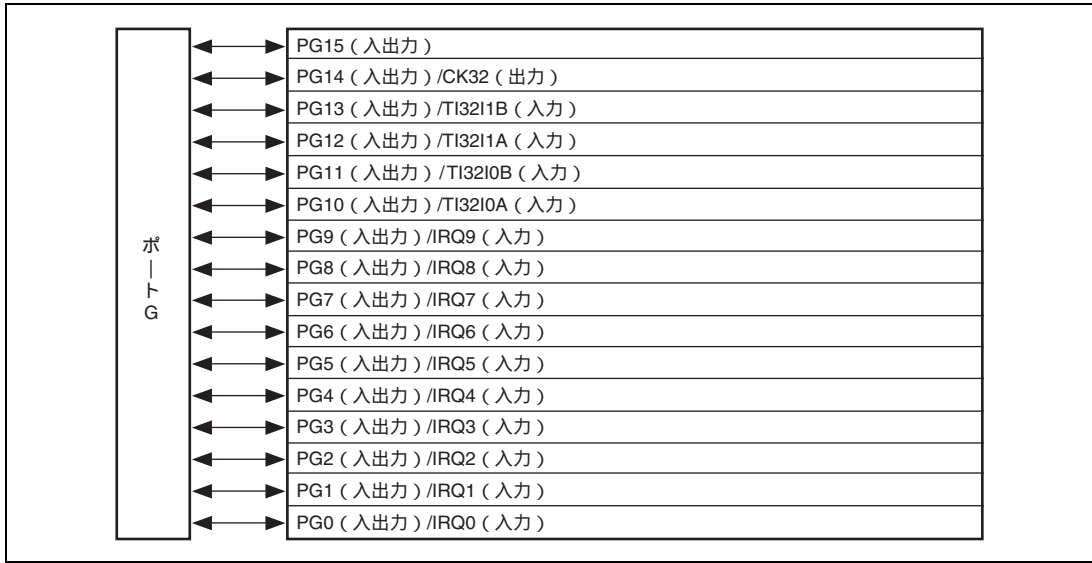 ポートG
PG15（入出力）
PG14（入出力）/CK32（出力）
PG13（入出力）/TI32I1B（入力）
PG12（入出力）/TI32I1A（入力）
PG11（入出力）/TI32I0B（入力）
PG10（入出力）/TI32I0A（入力）
PG9（入出力）/IRQ9（入力）
PG8（入出力）/IRQ8（入力）
PG7（入出力）/IRQ7（入力）
PG6（入出力）/IRQ6（入力）
PG5（入出力）/IRQ5（入力）
PG4（入出力）/IRQ4（入力）
PG3（入出力）/IRQ3（入力）
PG2（入出力）/IRQ2（入力）
PG1（入出力）/IRQ1（入力）
PG0（入出力）/IRQ0（入力）